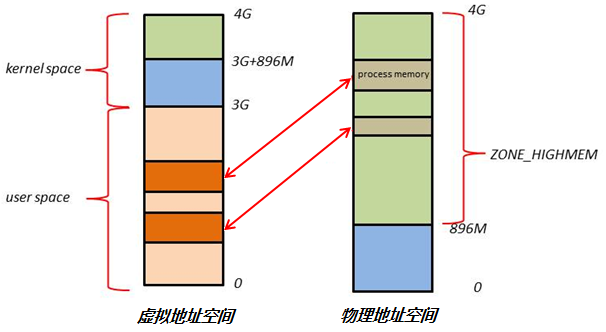 4G
kernel space
3G+896M
3G
user space
0
虚拟地址空间
4G
process memory
ZONE_HIGHMEM
896M
0
物理地址空间